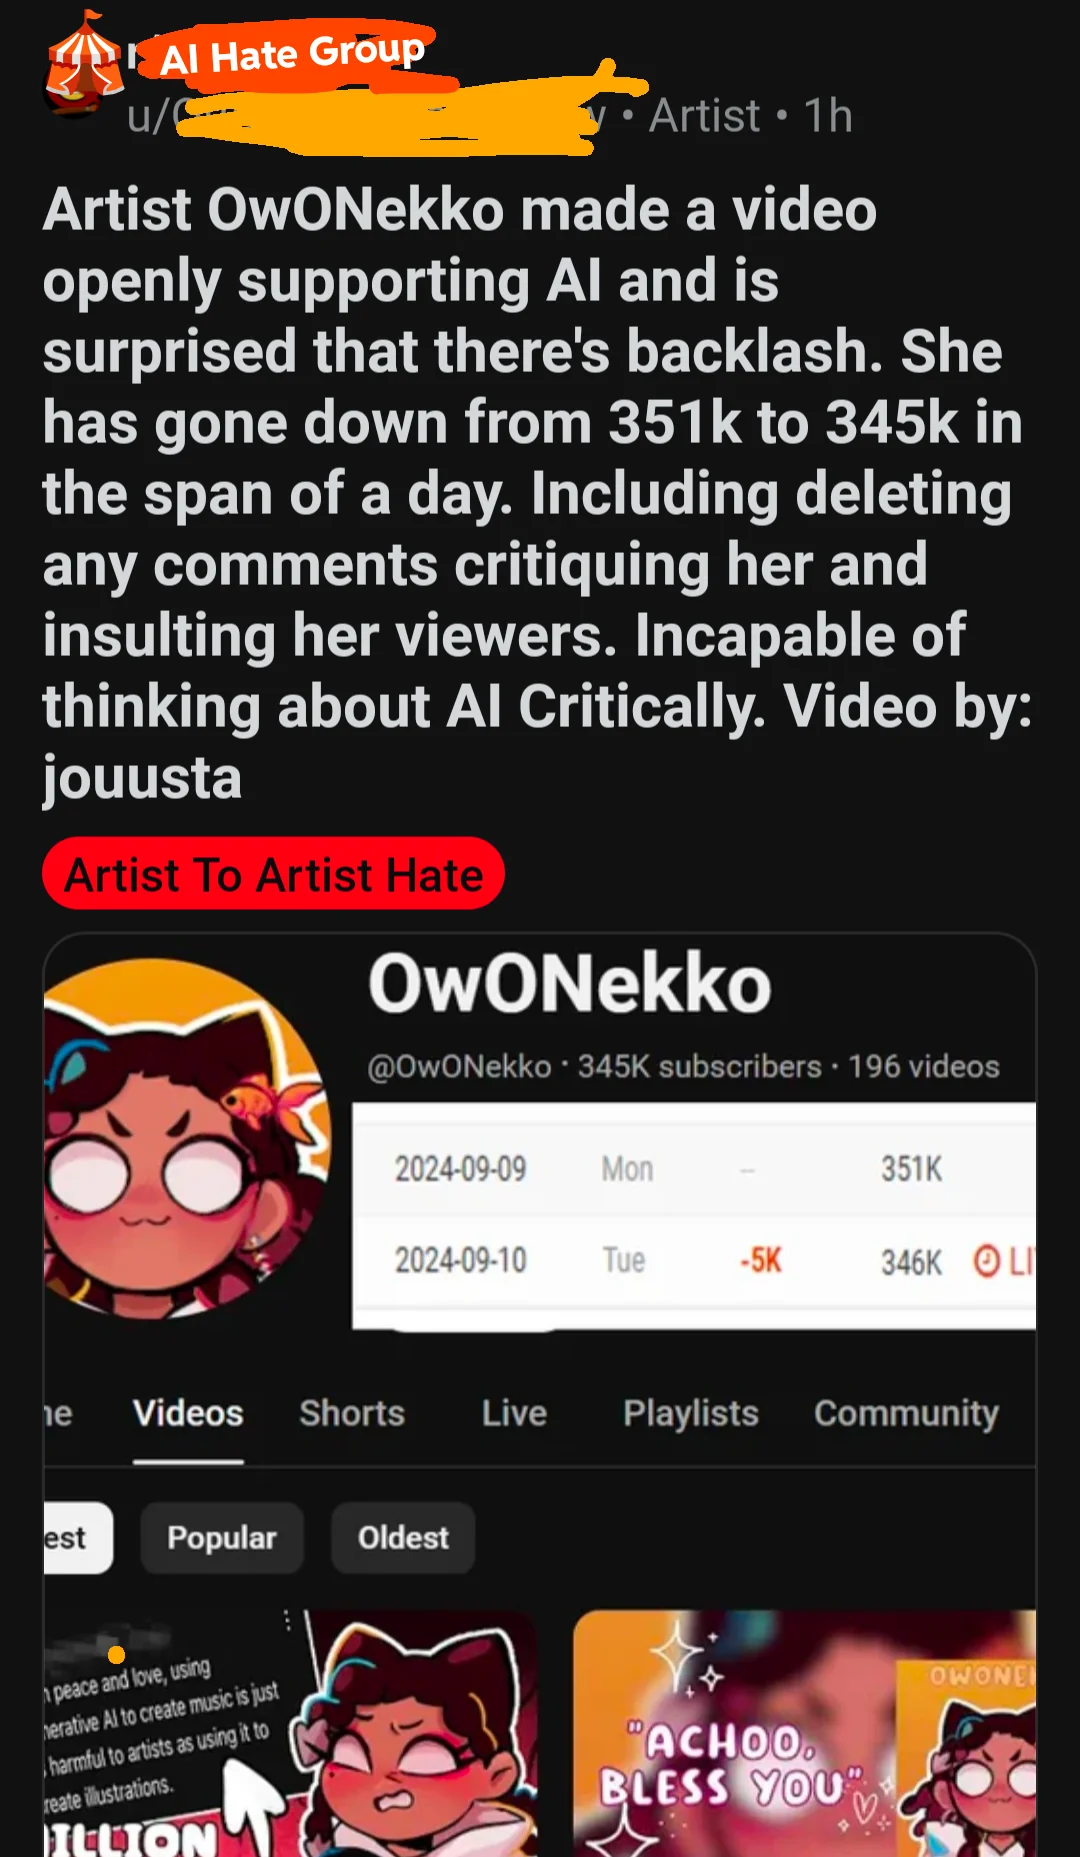 AI Hate Group
u/ • Artist • 1h
Artist OwONekko made a video
openly supporting AI and is
surprised that there's backlash. She
has gone down from 351k to 345k in
the span of a day. Including deleting
any comments critiquing her and
insulting her viewers. Incapable of
thinking about AI Critically. Video by:
jouusta
Artist To Artist Hate
OwONekko
@OwONekko · 345K subscribers · 196 videos
2024-09-09 Mon -- 351K
2024-09-10 Tue -5K 346K LI
Videos Shorts Live Playlists Community
est Popular Oldest
peace and love, using
nerative AI to create music is just
harmful to artists as using it to
reate illustrations.
ILLION
OWONE
"ACHOO,
BLESS YOU"